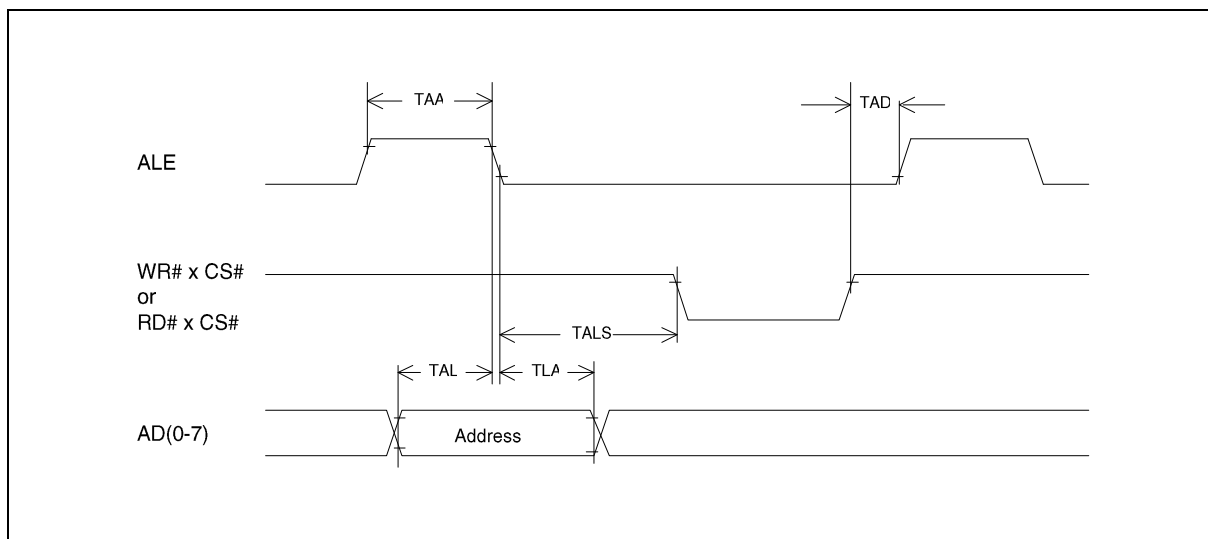 TAA
TAD
ALE
WR# x CS#
or
RD# x CS#
TALS
TAL
TLA
AD(0-7)
Address